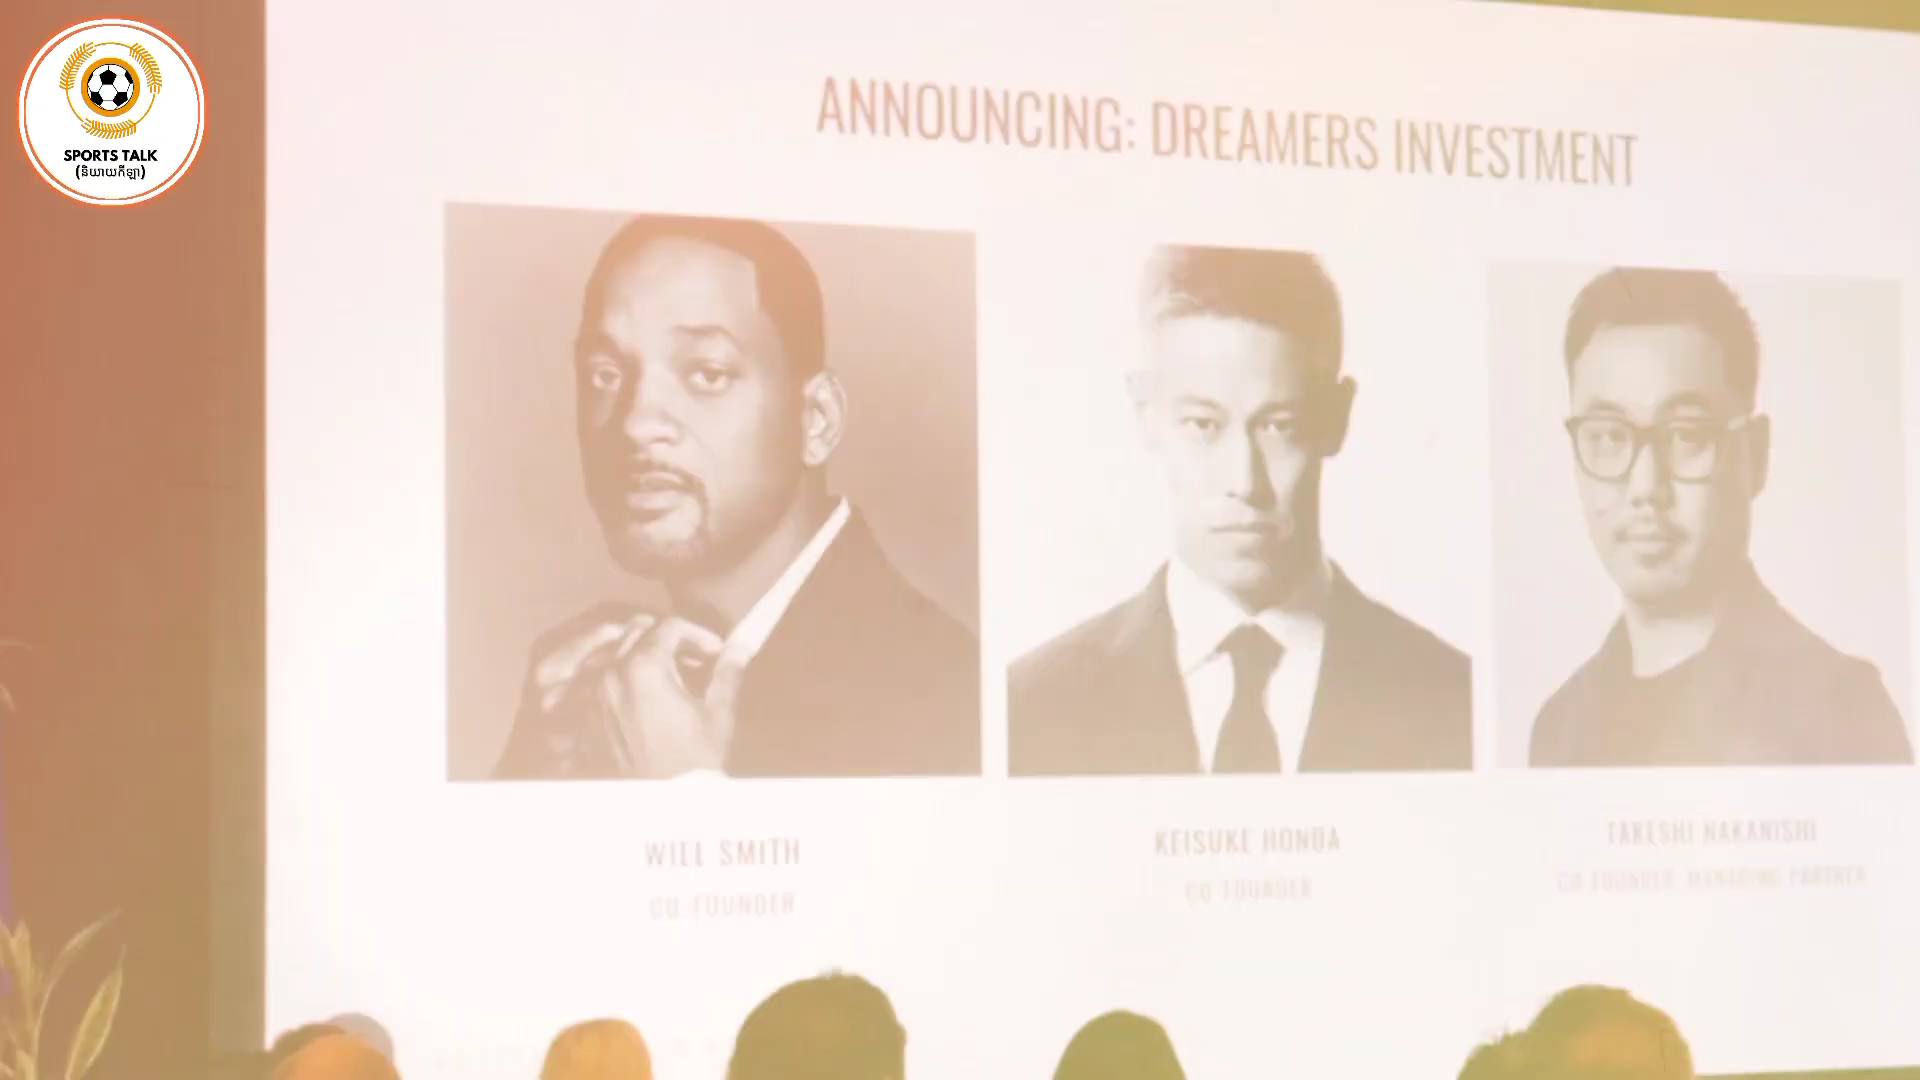 SPORTS TALK
(និយាយកីឡា)
ANNOUNCING: DREAMERS INVESTMENT
WILL SMITH
CO-FOUNDER
KEISUKE HONDA
CO-FOUNDER
TAKESHI NAKANISHI
CO-FOUNDER, MANAGING PARTNER